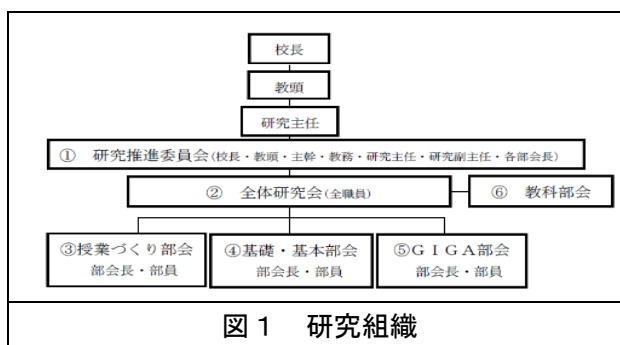 校長
教頭
研究主任
① 研究推進委員会(校長・教頭・主幹・教務・研究主任・研究副主任・各部会長)
② 全体研究会(全職員)
⑥ 教科部会
③授業づくり部会
部会長・部員
④基礎・基本部会
部会長・部員
⑤GIGA部会
部会長・部員
図1 研究組織